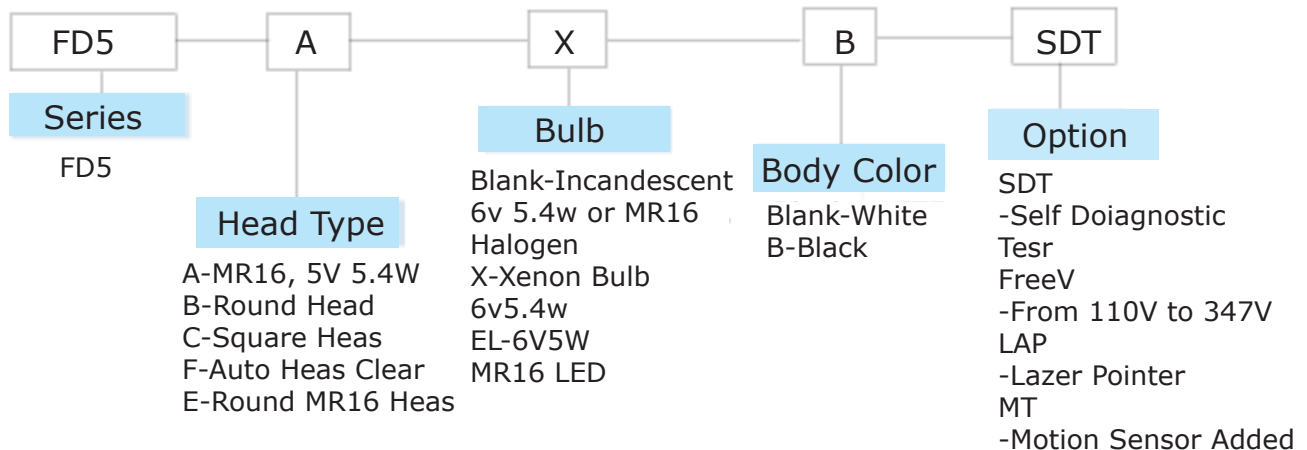 FD5
A
X
B
SDT
Series
FD5
Head Type
A-MR16, 5V 5.4W
B-Round Head
C-Square Heas
F-Auto Heas Clear
E-Round MR16 Heas
Bulb
Blank-Incandescent
6v 5.4w or MR16
Halogen
X-Xenon Bulb
6v5.4w
EL-6V5W
MR16 LED
Body Color
Blank-White
B-Black
Option
SDT
-Self Doiagnostic
Tesr
FreeV
-From 110V to 347V
LAP
-Lazer Pointer
MT
-Motion Sensor Added